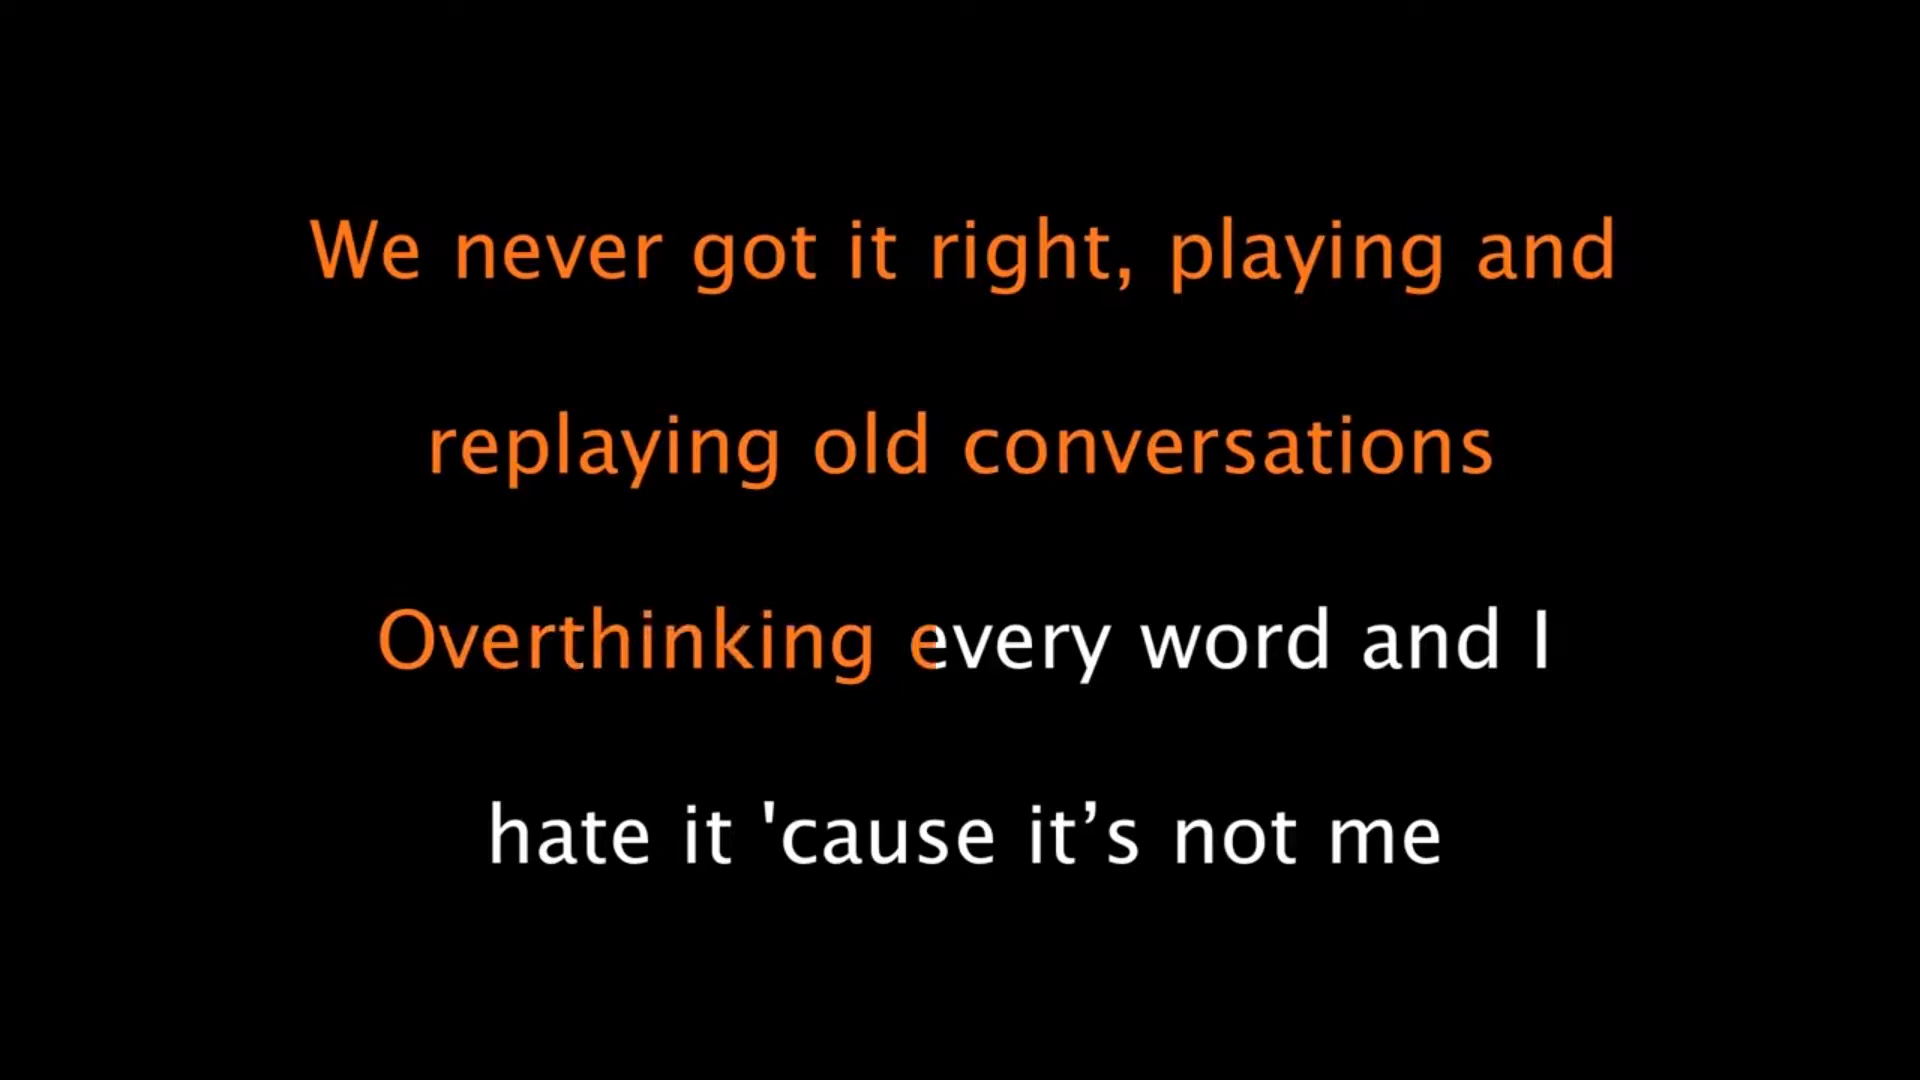 We never got it right, playing and
replaying old conversations
Overthinking every word and I
hate it 'cause it’s not me